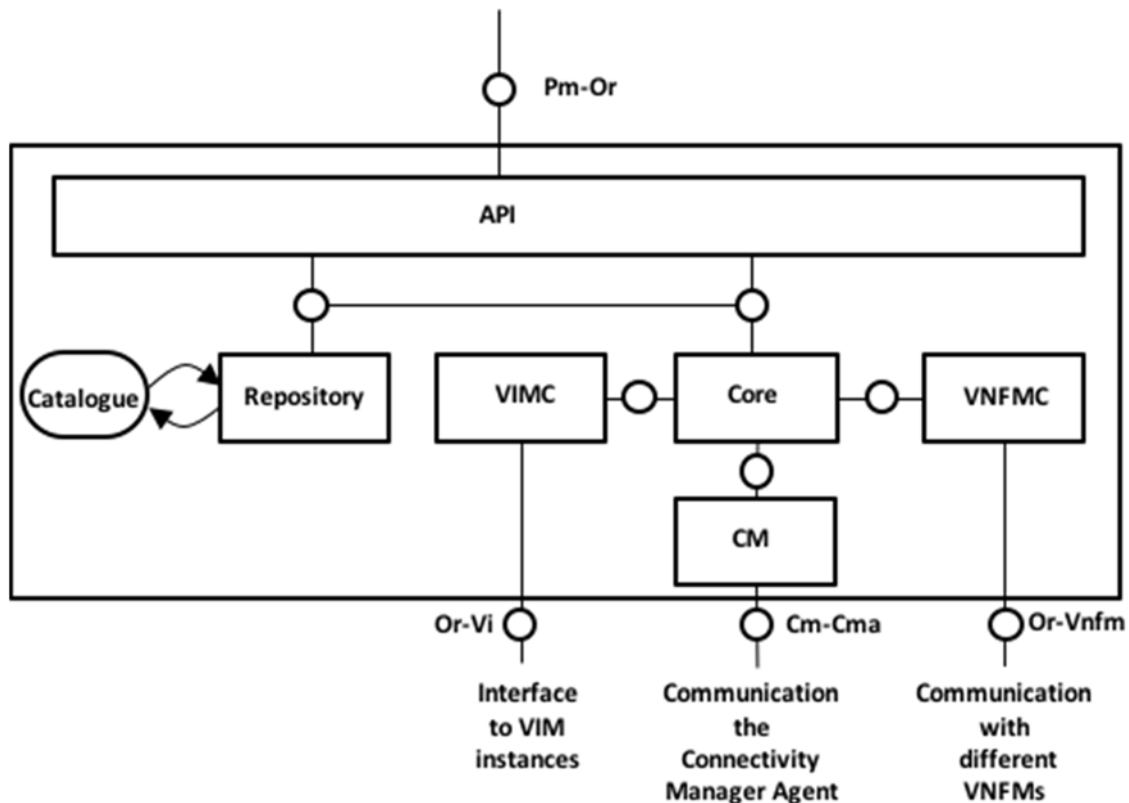 Pm-Or
API
Catalogue
Repository
VIMC
Core
VNFMC
CM
Or-Vi
Cm-Cma
Or-Vnfm
Interface
to VIM
instances
Communication
the
Connectivity
Manager Agent
Communication
with
different
VNFMs